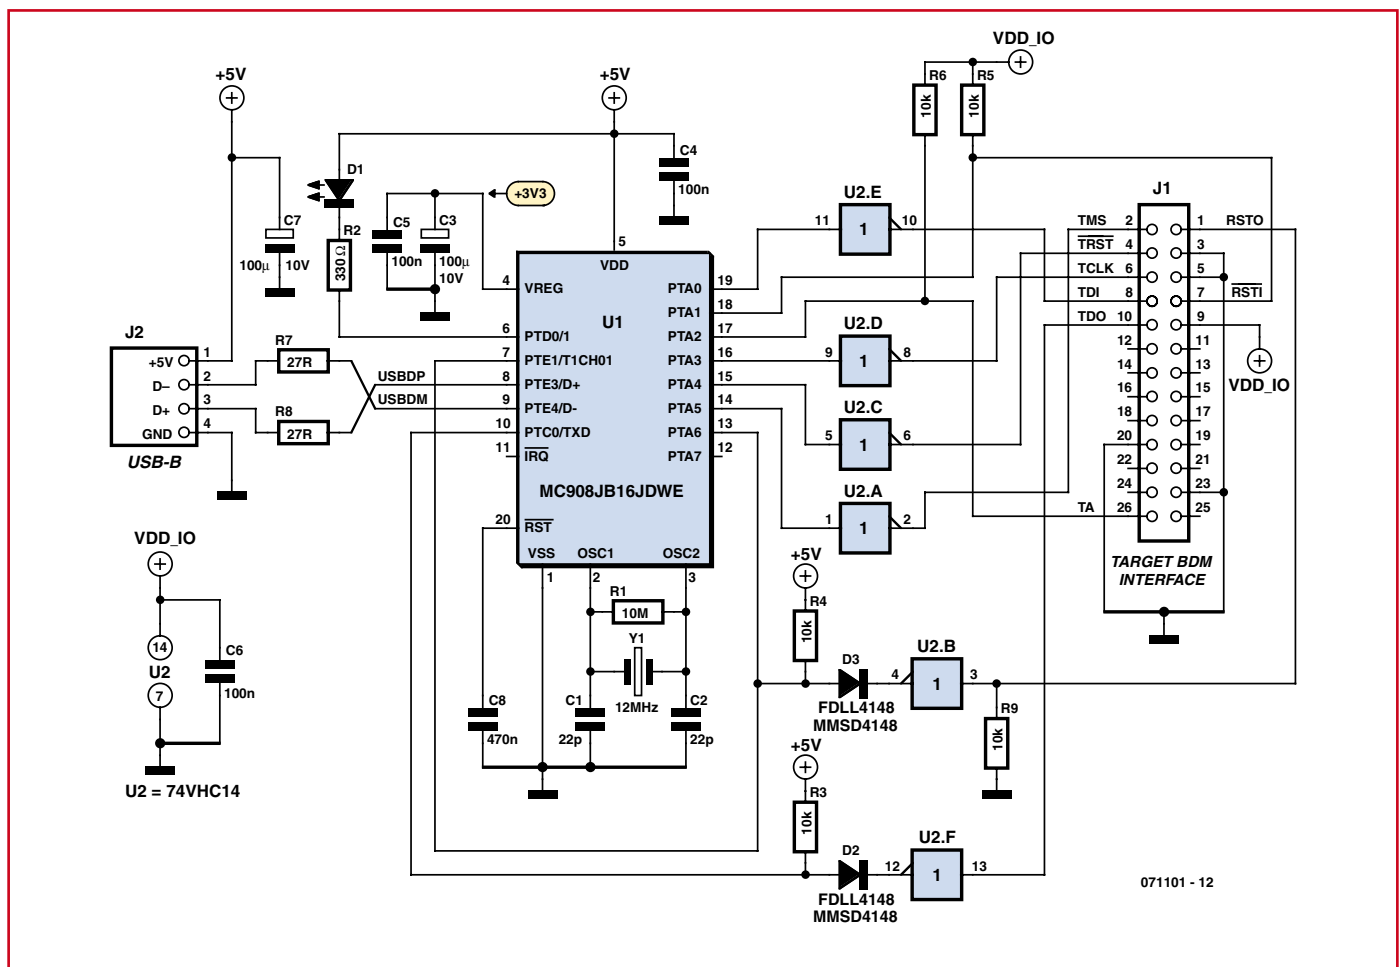 VDD_IO
+5V
+5V
R6
R5
10k
10k
D1
C4
100n
+3V3
J1
U2.E
11
1
10
C7
100µ
10V
R2
330Ω
C5
100n
C3
100µ
10V
TMS
2
1
RSTO
TRST
4
3
TCLK
6
5
TDI
8
7
RSTI
TDO
10
9
12
11
14
13
16
15
18
17
20
19
22
21
24
23
TA
26
25
VDD_IO
TARGET BDM
INTERFACE
5
VDD
4
VREG
U1
PTA0
19
PTA1
18
6
PTD0/1
PTA2
17
7
PTE1/T1CH01
PTA3
16
8
PTE3/D+
PTA4
15
9
PTE4/D-
PTA5
14
10
PTC0/TXD
PTA6
13
11
IRQ
PTA7
12
MC908JB16JDWE
20
RST
VSS
OSC1
OSC2
1
2
3
J2
+5V
1
D–
2
D+
3
GND
4
USB-B
R7
27R
R8
27R
USBDP
USBDM
U2.D
9
1
8
U2.C
5
1
6
U2.A
1
1
2
VDD_IO
14
U2
7
C6
100n
U2 = 74VHC14
R1
10M
Y1
12MHz
C8
470n
C1
22p
C2
22p
+5V
R4
10k
D3
FDLL4148
MMSD4148
U2.B
4
1
3
R9
10k
+5V
R3
10k
D2
FDLL4148
MMSD4148
U2.F
12
1
13
071101 - 12